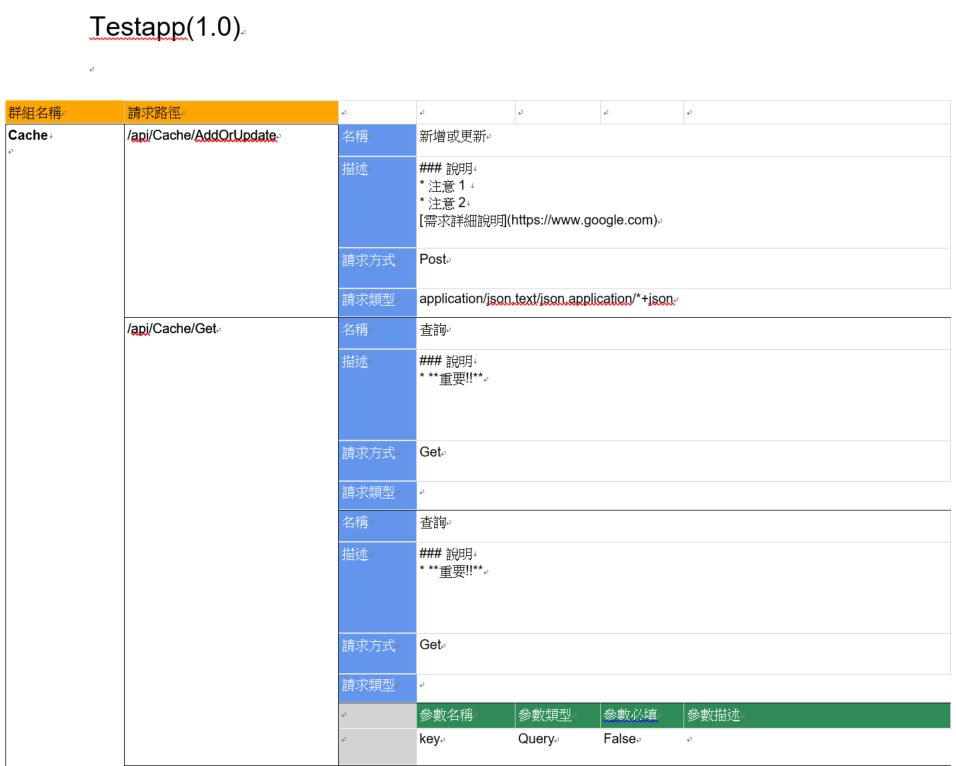 Testapp(1.0)
群組名稱 請求路徑
Cache /api/Cache/AddOrUpdate 名稱 新增或更新
描述 ### 說明
* 注意 1
* 注意 2
[需求詳細說明](https://www.google.com)
請求方式 Post
請求類型 application/json,text/json,application/*+json
/api/Cache/Get 名稱 查詢
描述 ### 說明
* **重要!!**
請求方式 Get
請求類型
名稱 查詢
描述 ### 說明
* **重要!!**
請求方式 Get
請求類型
參數名稱 參數類型 參數必填 參數描述
key Query False